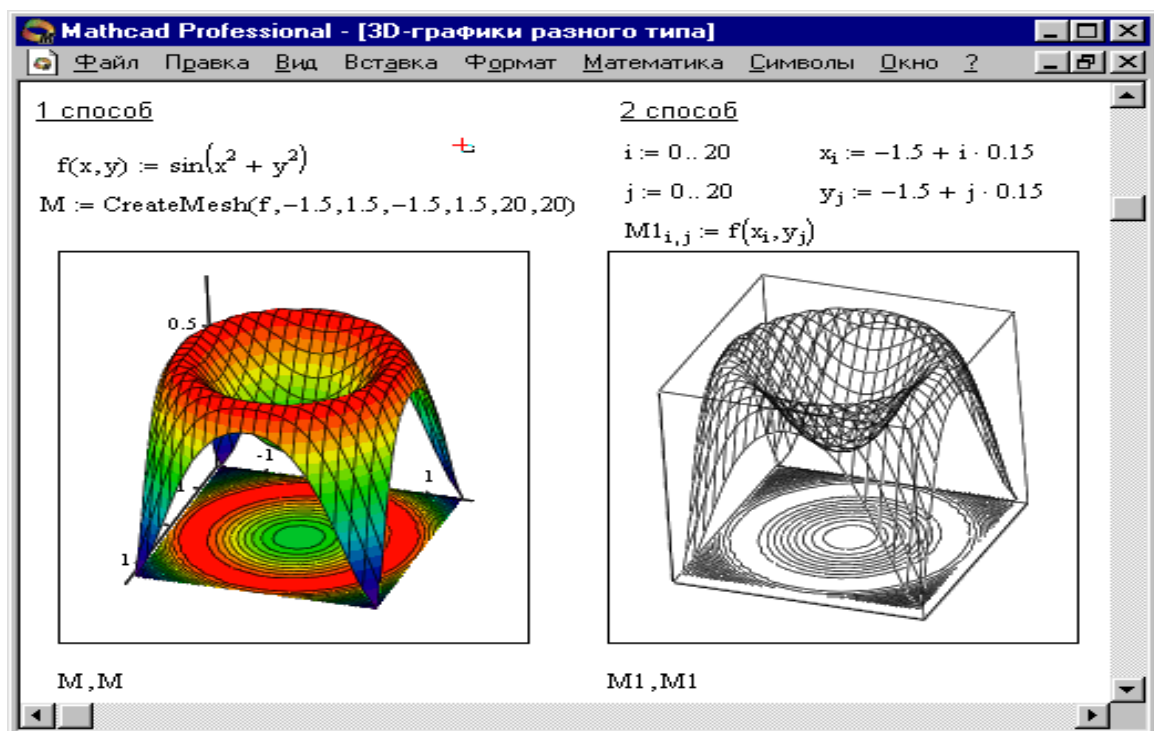 Mathcad Professional - [3D-графики разного типа]
Файл Правка Вид Вставка Формат Математика Символы Окно ?
1 способ
f(x,y) := sin(x² + y²)
M := CreateMesh(f,−1.5,1.5,−1.5,1.5,20,20)
0.5
-1
1
1
1
M,M
2 способ
i := 0.. 20 xᵢ := −1.5 + i · 0.15
j := 0.. 20 yⱼ := −1.5 + j · 0.15
M1ᵢ,ⱼ := f(xᵢ,yⱼ)
M1,M1